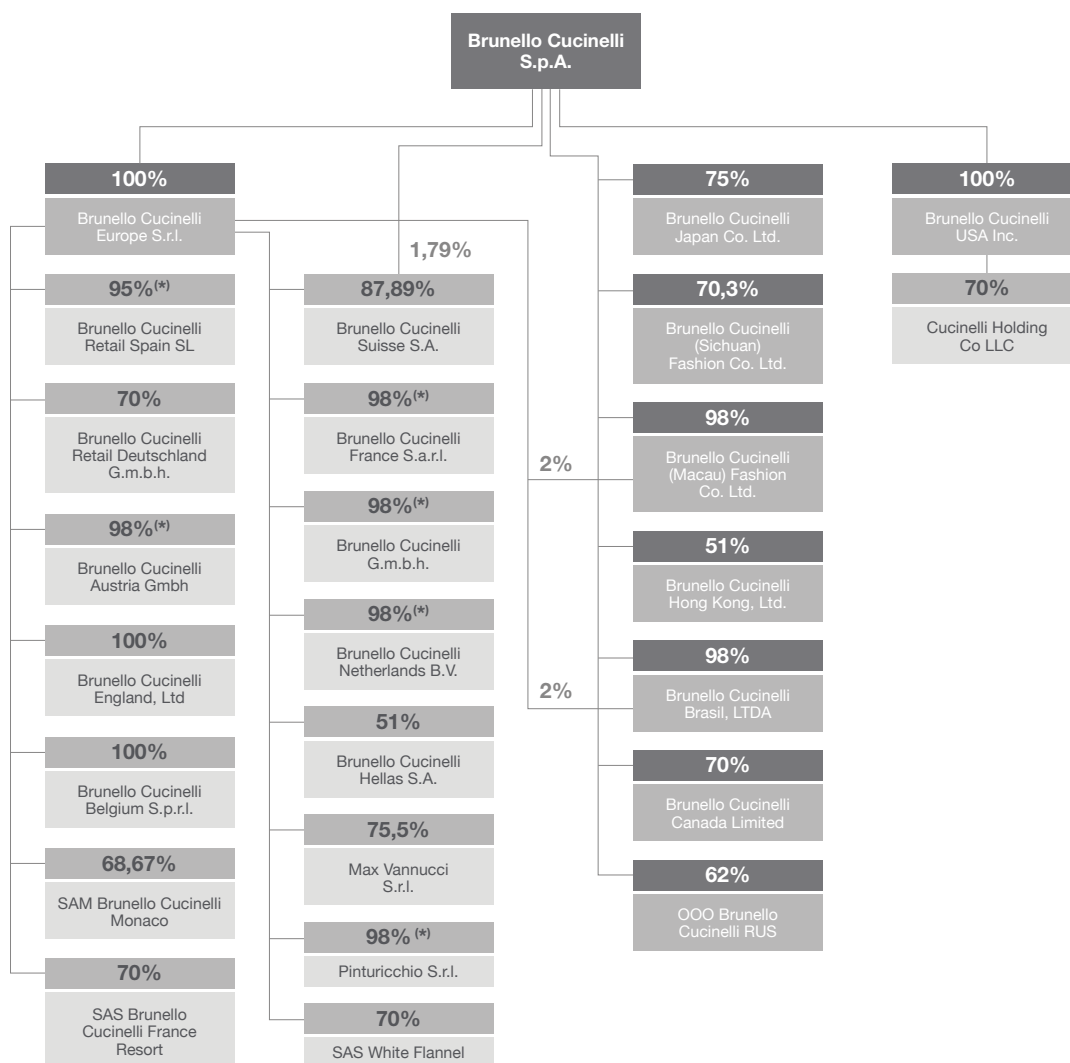 Brunello Cucinelli
S.p.A.
100%
Brunello Cucinelli
Europe S.r.l.
95%(*)
Brunello Cucinelli
Retail Spain SL
70%
Brunello Cucinelli
Retail Deutschland
G.m.b.h.
98%(*)
Brunello Cucinelli
Austria Gmbh
100%
Brunello Cucinelli
England, Ltd
100%
Brunello Cucinelli
Belgium S.p.r.l.
68,67%
SAM Brunello Cucinelli
Monaco
70%
SAS Brunello
Cucinelli France
Resort
1,79%
87,89%
Brunello Cucinelli
Suisse S.A.
98%(*)
Brunello Cucinelli
France S.a.r.l.
98%(*)
Brunello Cucinelli
G.m.b.h.
98%(*)
Brunello Cucinelli
Netherlands B.V.
51%
Brunello Cucinelli
Hellas S.A.
75,5%
Max Vannucci
S.r.l.
98% (*)
Pinturicchio S.r.l.
70%
SAS White Flannel
2%
2%
75%
Brunello Cucinelli
Japan Co. Ltd.
70,3%
Brunello Cucinelli
(Sichuan)
Fashion Co. Ltd.
98%
Brunello Cucinelli
(Macau) Fashion
Co. Ltd.
51%
Brunello Cucinelli
Hong Kong, Ltd.
98%
Brunello Cucinelli
Brasil, LTDA
70%
Brunello Cucinelli
Canada Limited
62%
OOO Brunello
Cucinelli RUS
100%
Brunello Cucinelli
USA Inc.
70%
Cucinelli Holding
Co LLC